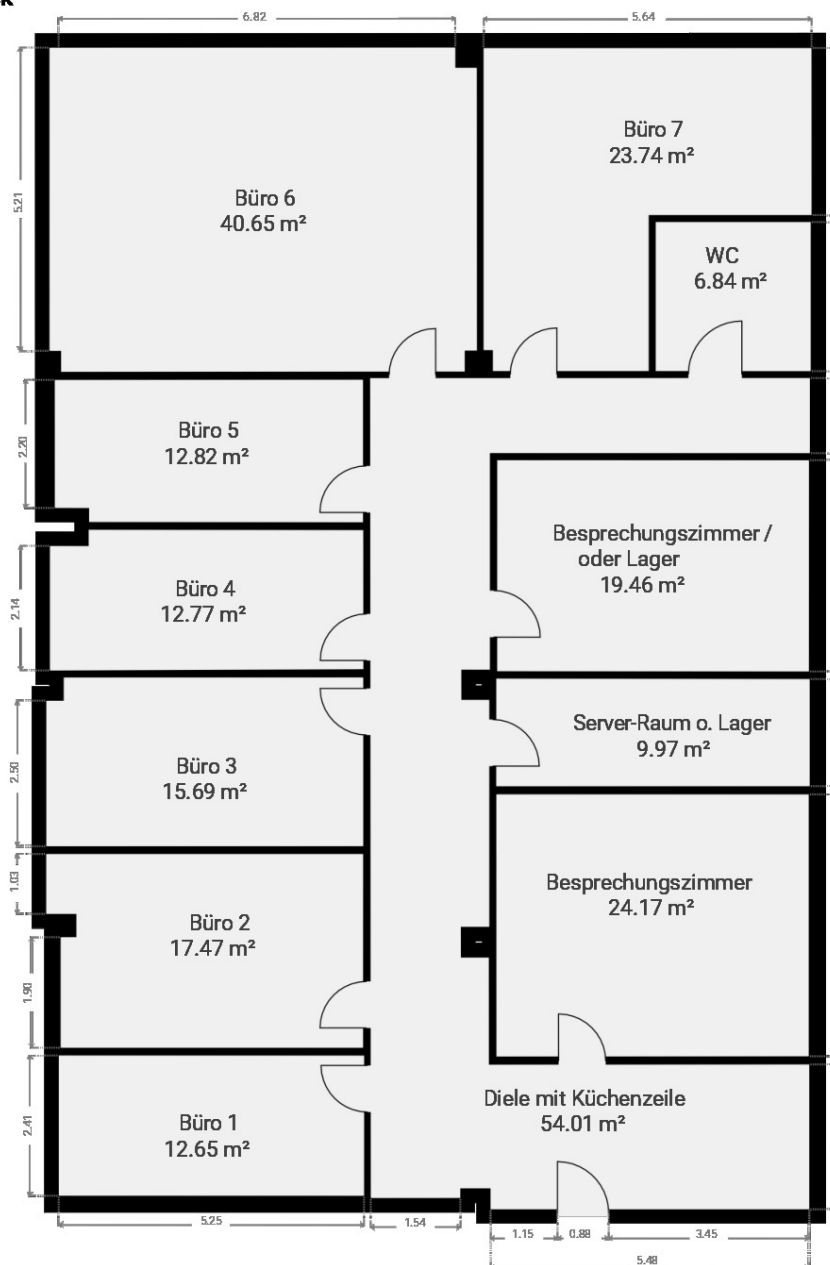 6.82
5.64
5.21
Büro 6
40.65 m²
Büro 7
23.74 m²
WC
6.84 m²
2.20
Büro 5
12.82 m²
Besprechungszimmer /
oder Lager
19.46 m²
2.14
Büro 4
12.77 m²
2.50
Büro 3
15.69 m²
Server-Raum o. Lager
9.97 m²
1.03
Büro 2
17.47 m²
Besprechungszimmer
24.17 m²
1.90
2.41
Büro 1
12.65 m²
Diele mit Küchenzeile
54.01 m²
5.25
1.54
1.15
0.88
3.45
5.48